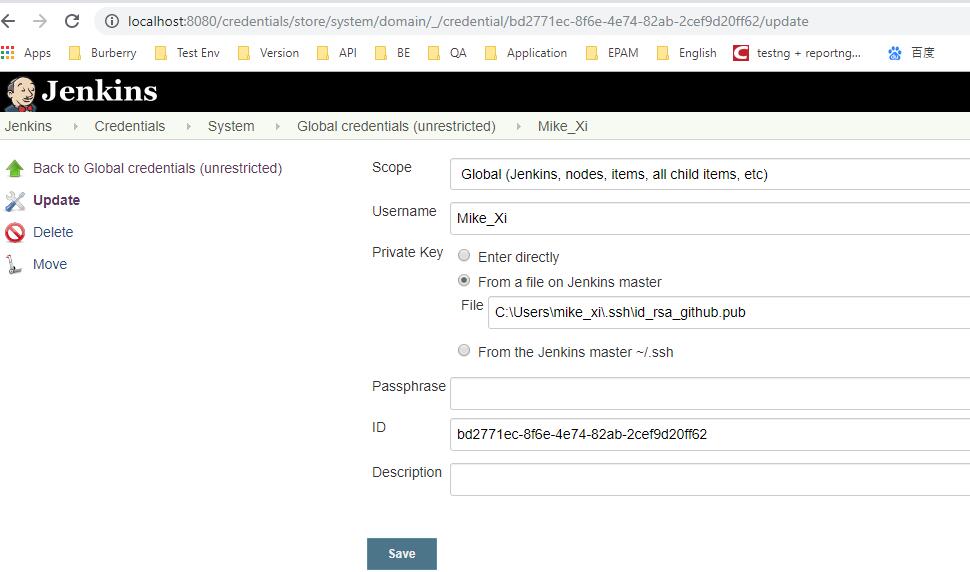 localhost:8080/credentials/store/system/domain/_/credential/bd2771ec-8f6e-4e74-82ab-2cef9d20ff62/update
Apps Burberry Test Env Version API BE QA Application EPAM English testng + reportng... 百度
Jenkins
Jenkins Credentials System Global credentials (unrestricted) Mike_Xi
Back to Global credentials (unrestricted)
Update
Delete
Move
Scope Global (Jenkins, nodes, items, all child items, etc)
Username Mike_Xi
Private Key Enter directly
From a file on Jenkins master
File C:\Users\mike_xi\.ssh\id_rsa_github.pub
From the Jenkins master ~/.ssh
Passphrase
ID bd2771ec-8f6e-4e74-82ab-2cef9d20ff62
Description
Save